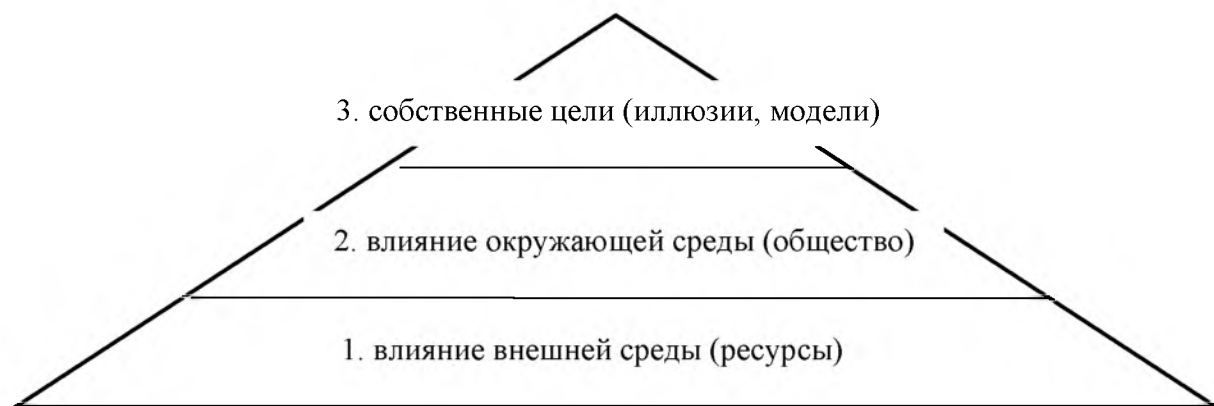 3. собственные цели (иллюзии, модели)
2. влияние окружающей среды (общество)
1. влияние внешней среды (ресурсы)